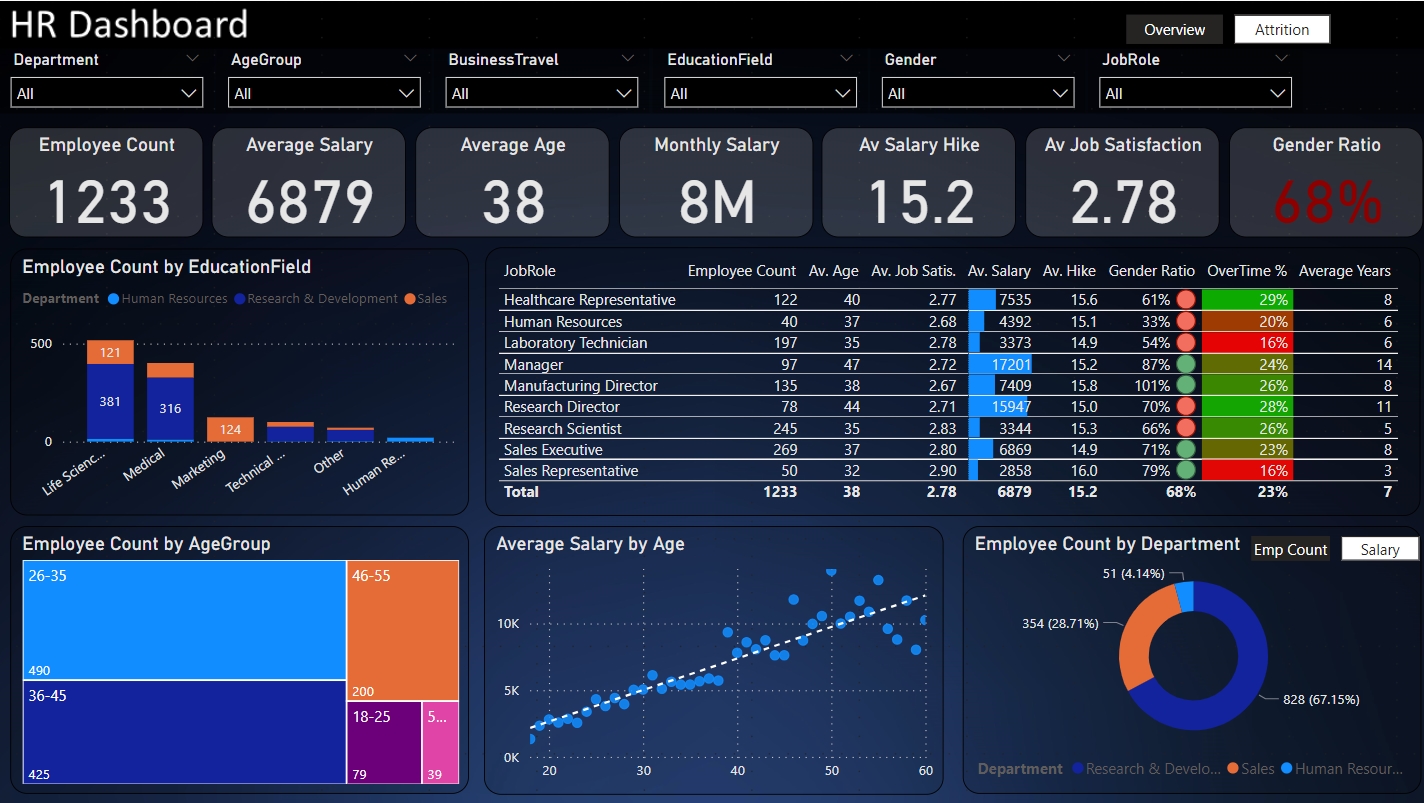 HR Dashboard
Overview Attrition
Department AgeGroup BusinessTravel EducationField Gender JobRole
All All All All All All
Employee Count Average Salary Average Age Monthly Salary Av Salary Hike Av Job Satisfaction Gender Ratio
1233 6879 38 8M 15.2 2.78 68%
Employee Count by EducationField
Department Human Resources Research & Development Sales
500
0
121
381
316
124
Life Scienc... Medical Marketing Technical ... Other Human Re...
JobRole Employee Count Av. Age Av. Job Satis. Av. Salary Av. Hike Gender Ratio OverTime % Average Years
Healthcare Representative 122 40 2.77 7535 15.6 61% 29% 8
Human Resources 40 37 2.68 4392 15.1 33% 20% 6
Laboratory Technician 197 35 2.78 3373 14.9 54% 16% 6
Manager 97 47 2.72 17201 15.2 87% 24% 14
Manufacturing Director 135 38 2.67 7409 15.8 101% 26% 8
Research Director 78 44 2.71 15947 15.0 70% 28% 11
Research Scientist 245 35 2.83 3344 15.3 66% 26% 5
Sales Executive 269 37 2.80 6869 14.9 71% 23% 8
Sales Representative 50 32 2.90 2858 16.0 79% 16% 3
Total 1233 38 2.78 6879 15.2 68% 23% 7
Employee Count by AgeGroup
26-35
490
36-45
425
46-55
200
18-25
79
5...
39
Average Salary by Age
10K
5K
0K
20 30 40 50 60
Employee Count by Department
Emp Count Salary
51 (4.14%)
354 (28.71%)
828 (67.15%)
Department Research & Develo... Sales Human Resour...